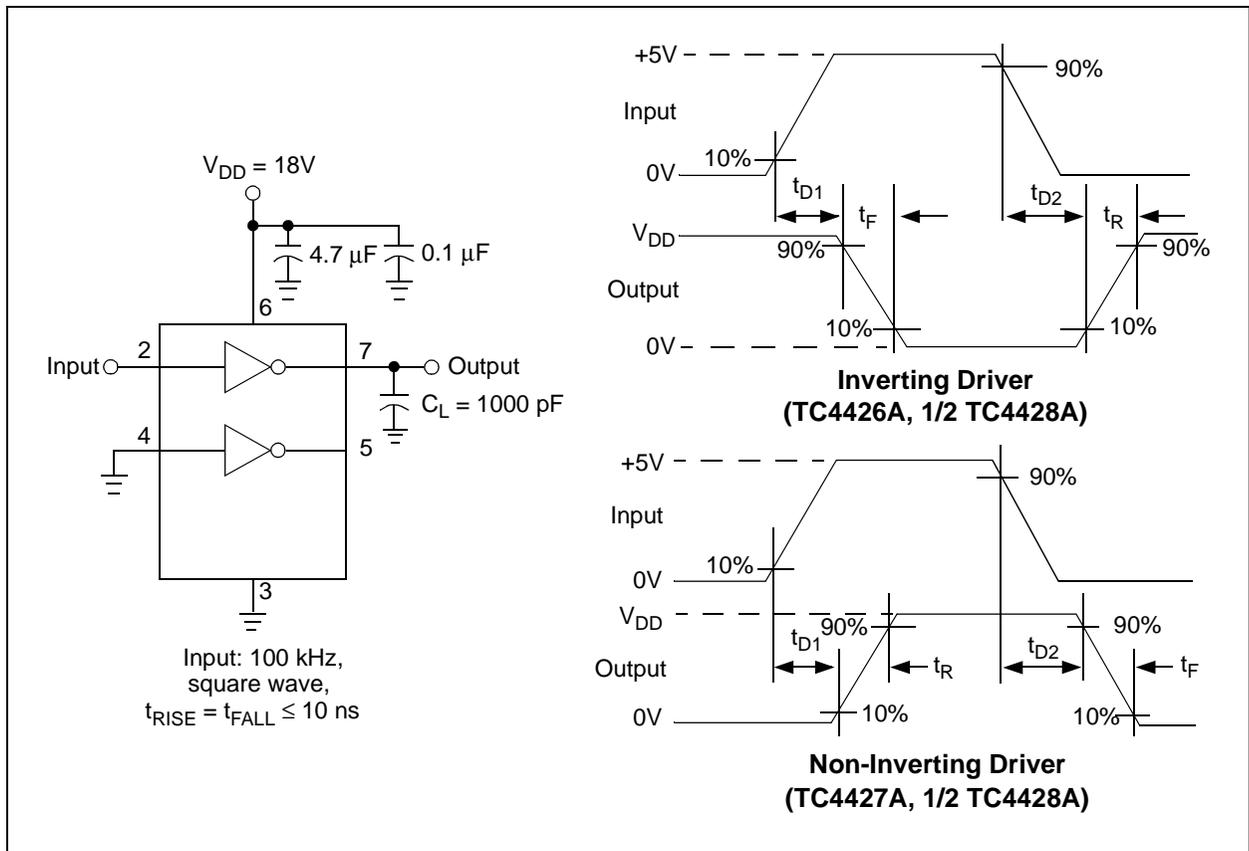 V_DD = 18V
4.7 μF
0.1 μF
6
Input
2
7
Output
C_L = 1000 pF
4
5
3
Input: 100 kHz,
square wave,
t_RISE = t_FALL ≤ 10 ns
+5V
90%
Input
10%
0V
t_D1
t_F
t_D2
t_R
V_DD
90%
90%
Output
10%
10%
0V
Inverting Driver
(TC4426A, 1/2 TC4428A)
+5V
90%
Input
10%
0V
V_DD
t_D1
90%
t_D2
90%
Output
t_R
t_F
0V
10%
10%
Non-Inverting Driver
(TC4427A, 1/2 TC4428A)